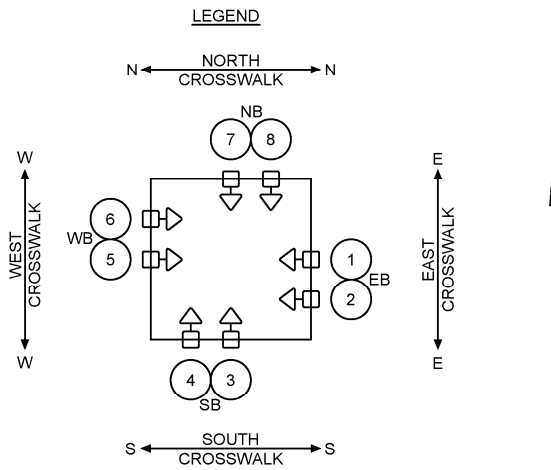 LEGEND
NORTH
N N
CROSSWALK
NB
7 8
W
E
6
WB
5
WEST
CROSSWALK
1
EB
2
EAST
CROSSWALK
W
E
4 3
SB
SOUTH
S S
CROSSWALK